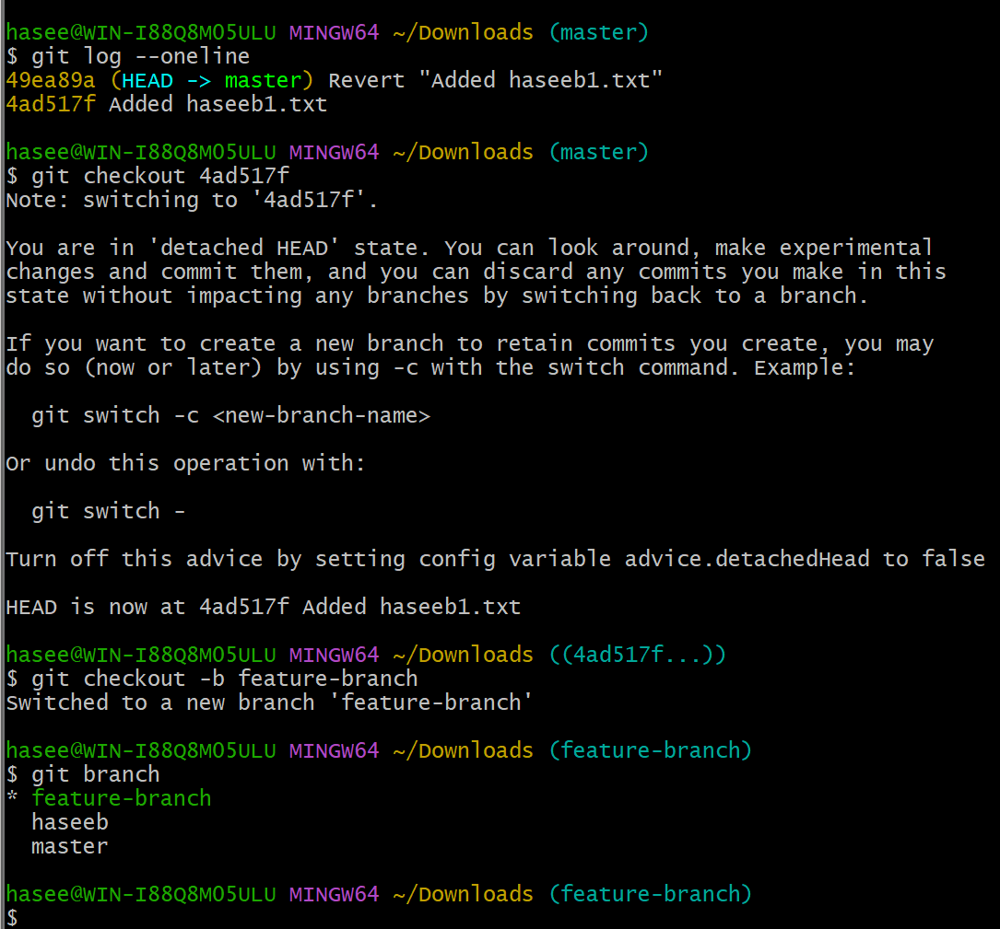 hasee@WIN-I88Q8MO5ULU MINGW64 ~/Downloads (master)
$ git log --oneline
49ea89a (HEAD -> master) Revert "Added haseeb1.txt"
4ad517f Added haseeb1.txt

hasee@WIN-I88Q8MO5ULU MINGW64 ~/Downloads (master)
$ git checkout 4ad517f
Note: switching to '4ad517f'.

You are in 'detached HEAD' state. You can look around, make experimental
changes and commit them, and you can discard any commits you make in this
state without impacting any branches by switching back to a branch.

If you want to create a new branch to retain commits you create, you may
do so (now or later) by using -c with the switch command. Example:

  git switch -c <new-branch-name>

Or undo this operation with:

  git switch -

Turn off this advice by setting config variable advice.detachedHead to false

HEAD is now at 4ad517f Added haseeb1.txt

hasee@WIN-I88Q8MO5ULU MINGW64 ~/Downloads ((4ad517f...))
$ git checkout -b feature-branch
Switched to a new branch 'feature-branch'

hasee@WIN-I88Q8MO5ULU MINGW64 ~/Downloads (feature-branch)
$ git branch
* feature-branch
  haseeb
  master

hasee@WIN-I88Q8MO5ULU MINGW64 ~/Downloads (feature-branch)
$